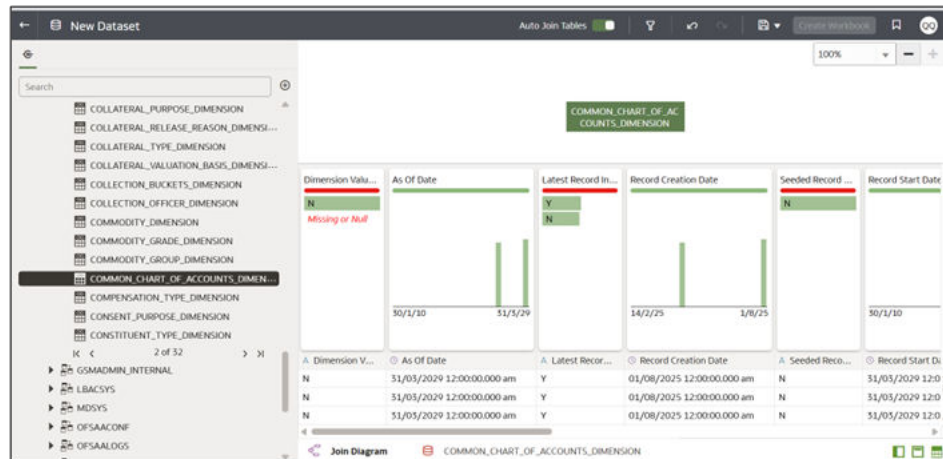 New Dataset
Auto Join Tables
Create Workbook
QQ
100%
Search
COLLATERAL_PURPOSE_DIMENSION
COLLATERAL_RELEASE_REASON_DIMENSI...
COLLATERAL_TYPE_DIMENSION
COLLATERAL_VALUATION_BASIS_DIMENSI...
COLLECTION_BUCKETS_DIMENSION
COLLECTION_OFFICER_DIMENSION
COMMODITY_DIMENSION
COMMODITY_GRADE_DIMENSION
COMMODITY_GROUP_DIMENSION
COMMON_CHART_OF_ACCOUNTS_DIMEN...
COMPENSATION_TYPE_DIMENSION
CONSENT_PURPOSE_DIMENSION
CONSTITUENT_TYPE_DIMENSION
2 of 32
GSMADMIN_INTERNAL
LBACSYS
MDSYS
OFSAACONF
OFSAALOGS
COMMON_CHART_OF_AC
COUNTS_DIMENSION
Dimension Valu... As Of Date Latest Record In... Record Creation Date Seeded Record ... Record Start Date
N Y N
Missing or Null N
30/1/10 31/3/29 14/2/25 1/8/25 30/1/10
A Dimension V... As Of Date A Latest Recor... Record Creation Date A Seeded Reco... Record Start Da
N 31/03/2029 12:00:00.000 am Y 01/08/2025 12:00:00.000 am N 31/03/2029 12:0
N 31/03/2029 12:00:00.000 am Y 01/08/2025 12:00:00.000 am N 31/03/2029 12:0
N 31/03/2029 12:00:00.000 am Y 01/08/2025 12:00:00.000 am N 31/03/2029 12:0
Join Diagram COMMON_CHART_OF_ACCOUNTS_DIMENSION